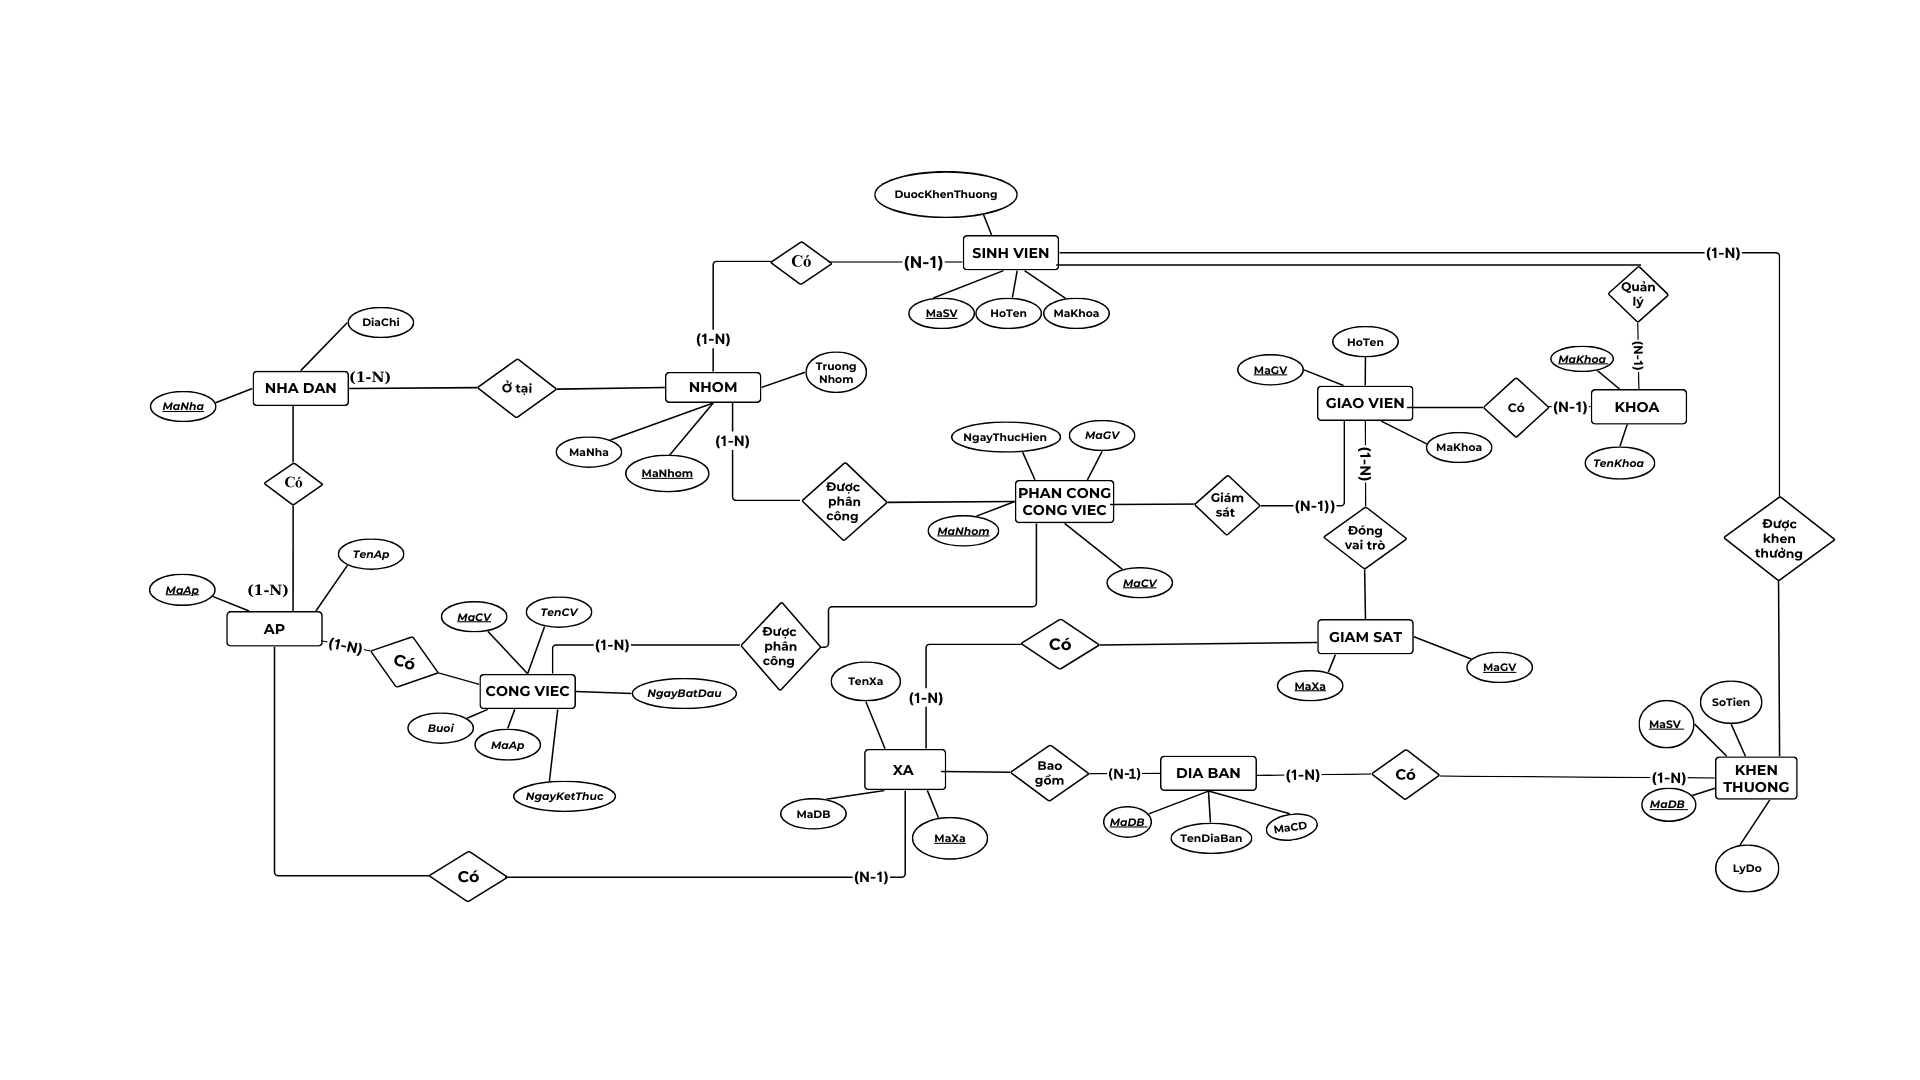 DuocKhenThuong
SINH VIEN
(1-N)
Có
(N-1)
Quản
lý
MaSV
HoTen
MaKhoa
DiaChi
(1-N)
(N-1)
HoTen
MaKhoa
MaGV
Truong
Nhom
NHA DAN
(1-N)
Ở tại
NHOM
GIAO VIEN
Có
(N-1)
KHOA
MaNha
(1-N)
NgayThucHien
MaGV
MaKhoa
MaNha
MaNhom
(1-N)
TenKhoa
Có
Được
phân
công
PHAN CONG
CONG VIEC
Giám
sát
(N-1))
MaNhom
Đóng
vai trò
Được
khen
thưởng
TenAp
MaAp
(1-N)
MaCV
MaCV
TenCV
AP
(1-N)
Có
(1-N)
Được
phân
công
Có
GIAM SAT
MaGV
CONG VIEC
NgayBatDau
TenXa
(1-N)
MaXa
SoTien
MaSV
Buoi
MaAp
XA
Bao
gồm
(N-1)
DIA BAN
(1-N)
Có
(1-N)
KHEN
THUONG
NgayKetThuc
MaDB
MaXa
MaDB
TenDiaBan
MaCD
MaDB
LyDo
Có
(N-1)